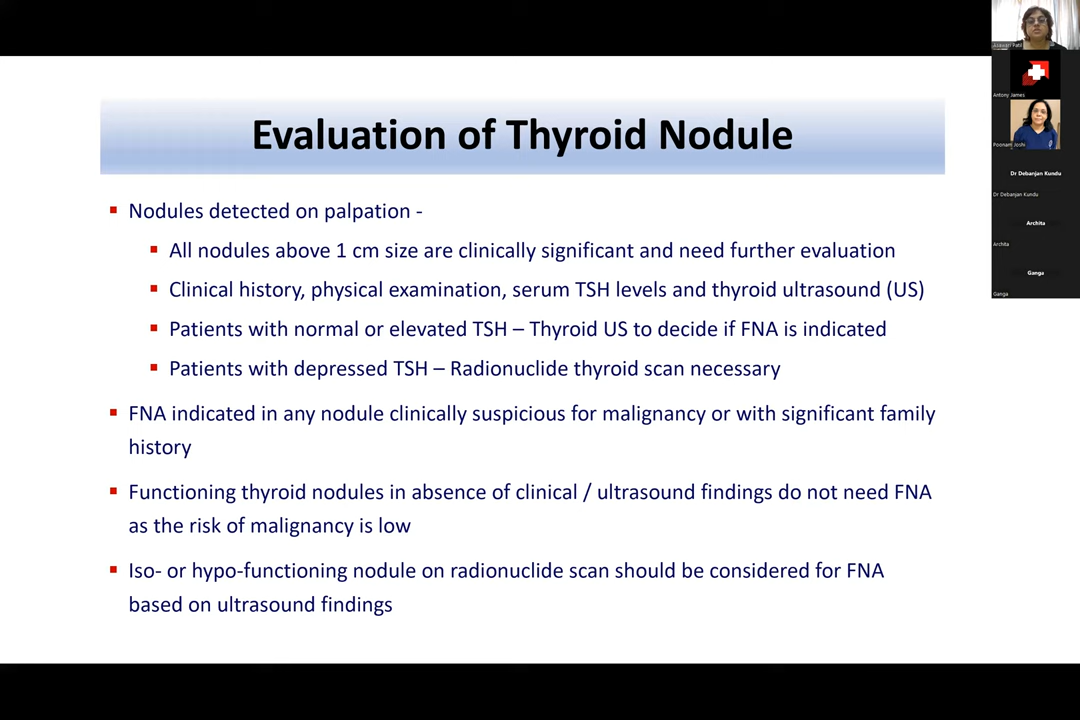 Evaluation of Thyroid Nodule
Nodules detected on palpation -
All nodules above 1 cm size are clinically significant and need further evaluation
Clinical history, physical examination, serum TSH levels and thyroid ultrasound (US)
Patients with normal or elevated TSH – Thyroid US to decide if FNA is indicated
Patients with depressed TSH – Radionuclide thyroid scan necessary
FNA indicated in any nodule clinically suspicious for malignancy or with significant family
history
Functioning thyroid nodules in absence of clinical / ultrasound findings do not need FNA
as the risk of malignancy is low
Iso- or hypo-functioning nodule on radionuclide scan should be considered for FNA
based on ultrasound findings
Patil
Antony James
Poonam Joshi
Dr Debanjan Kundu
Dr Debanjan Kundu
Archita
Archita
Ganga
Ganga